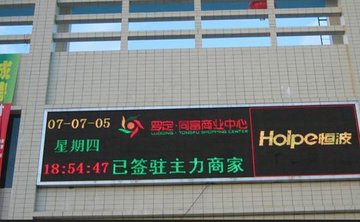 07-07-05
罗定·同富商业中心
LUODING · TONGFU SHOPPING CENTER
Hoipe恒波
星期四
18:54:47
已签驻主力商家